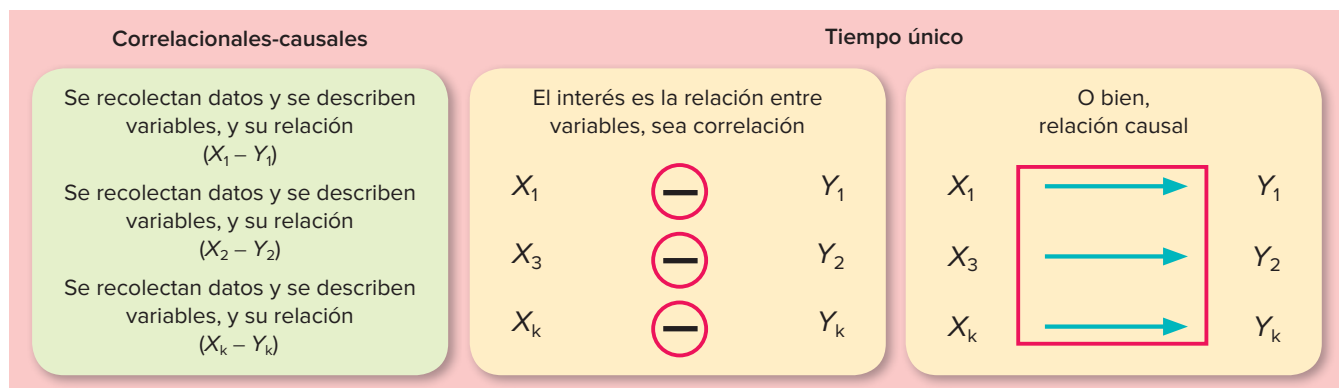 Correlacionales-causales
Tiempo único
Se recolectan datos y se describen
variables, y su relación
(X₁ – Y₁)
Se recolectan datos y se describen
variables, y su relación
(X₂ – Y₂)
Se recolectan datos y se describen
variables, y su relación
(Xₖ – Yₖ)
El interés es la relación entre
variables, sea correlación
X₁ — Y₁
X₃ — Y₂
Xₖ — Yₖ
O bien,
relación causal
X₁ Y₁
X₃ Y₂
Xₖ Yₖ